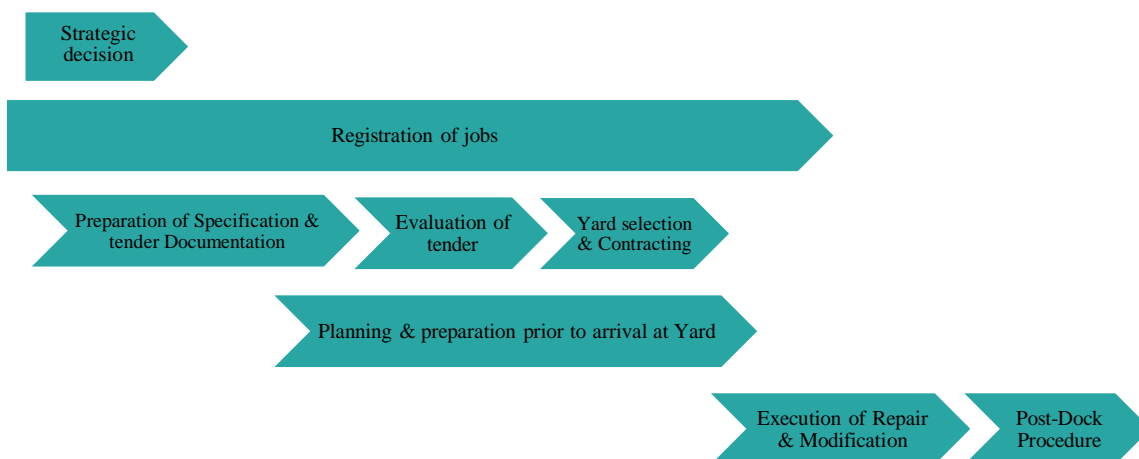 Strategic
decision
Registration of jobs
Preparation of Specification &
tender Documentation
Evaluation of
tender
Yard selection
& Contracting
Planning & preparation prior to arrival at Yard
Execution of Repair
& Modification
Post-Dock
Procedure